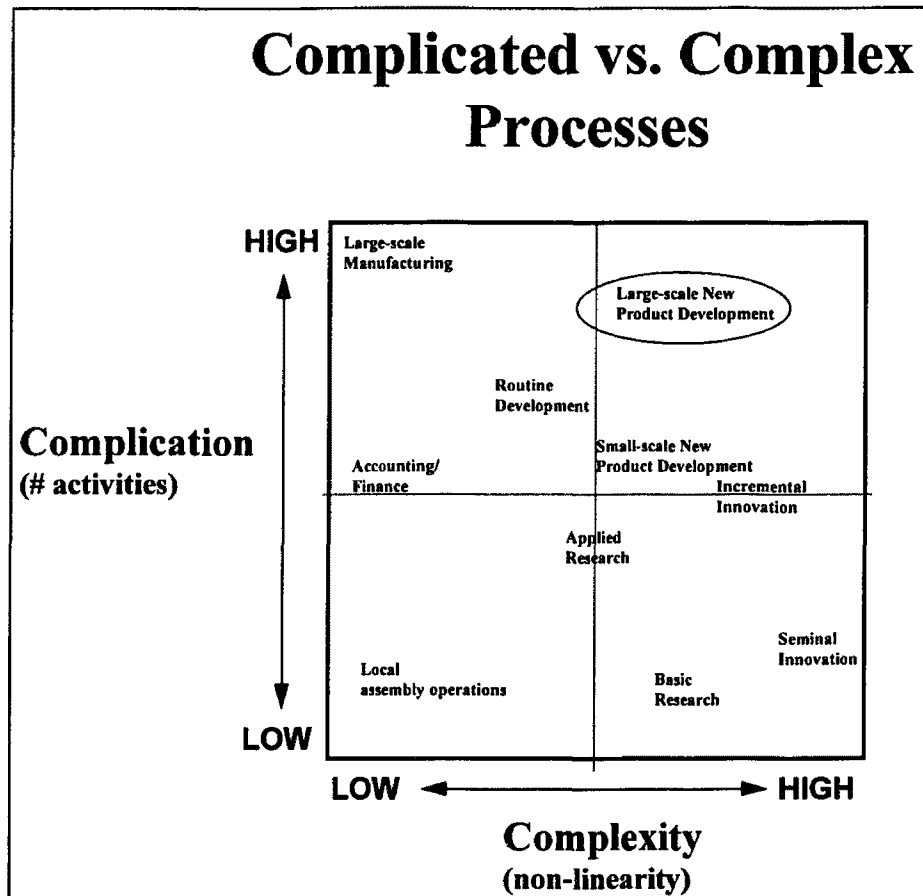 Complicated vs. Complex
Processes
HIGH
Large-scale
Manufacturing
Large-scale New
Product Development
Routine
Development
Complication
(# activities)
Small-scale New
Product Development
Accounting/
Finance
Incremental
Innovation
Applied
Research
Seminal
Innovation
Local
assembly operations
Basic
Research
LOW
LOW
HIGH
Complexity
(non-linearity)